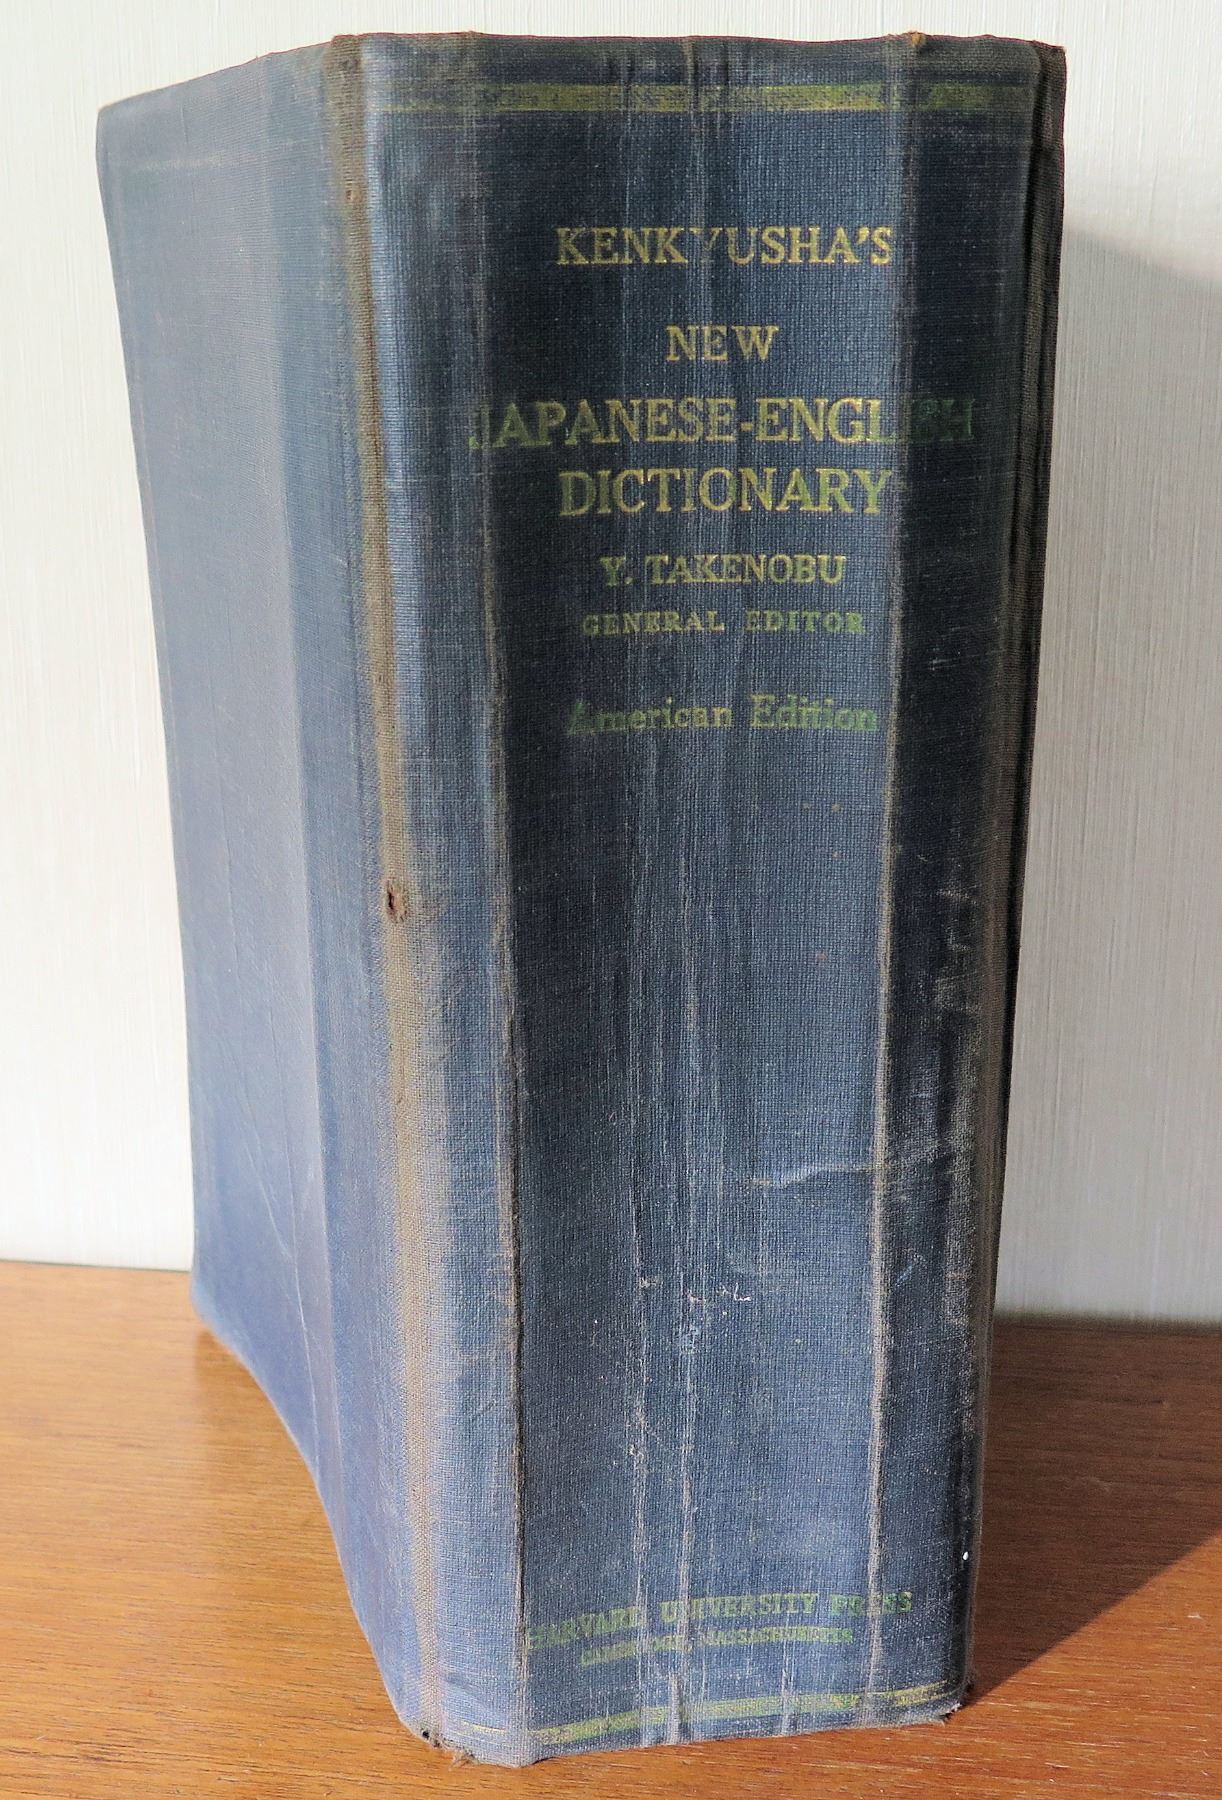 KENKYUSHA'S
NEW
JAPANESE-ENGLISH
DICTIONARY
Y. TAKENOBU
GENERAL EDITOR
American Edition
HARVARD UNIVERSITY PRESS
CAMBRIDGE, MASSACHUSETTS